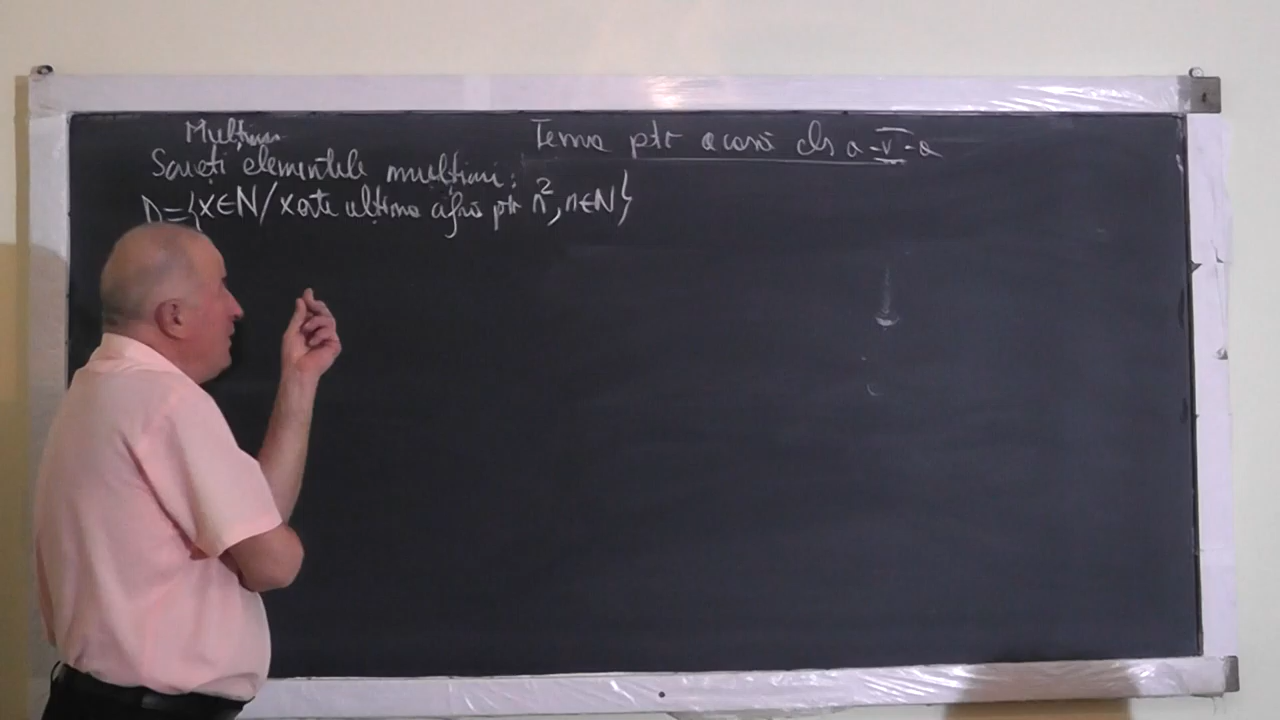 Mulțimi
Tema ptr acasă cls a-V-a
Scrieți elementele mulțimii:
D={x∈N/x este ultima cifră ptr n²,n∈N}